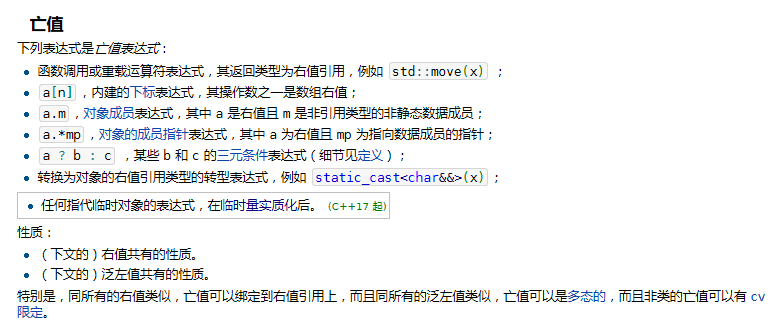 亡值
下列表达式是亡值表达式：
函数调用或重载运算符表达式，其返回类型为右值引用，例如 std::move(x) ；
a[n] ，内建的下标表达式，其操作数之一是数组右值；
a.m ，对象成员表达式，其中 a 是右值且 m 是非引用类型的非静态数据成员；
a.*mp ，对象的成员指针表达式，其中 a 为右值且 mp 为指向数据成员的指针；
a ? b : c ，某些 b 和 c 的三元条件表达式（细节见定义）；
转换为对象的右值引用类型的转型表达式，例如 static_cast<char&&>(x) ；
任何指代临时对象的表达式，在临时量实质化后。 (C++17 起)
性质：
（下文的）右值共有的性质。
（下文的）泛左值共有的性质。
特别是，同所有的右值类似，亡值可以绑定到右值引用上，而且同所有的泛左值类似，亡值可以是多态的，而且非类的亡值可以有 cv
限定。